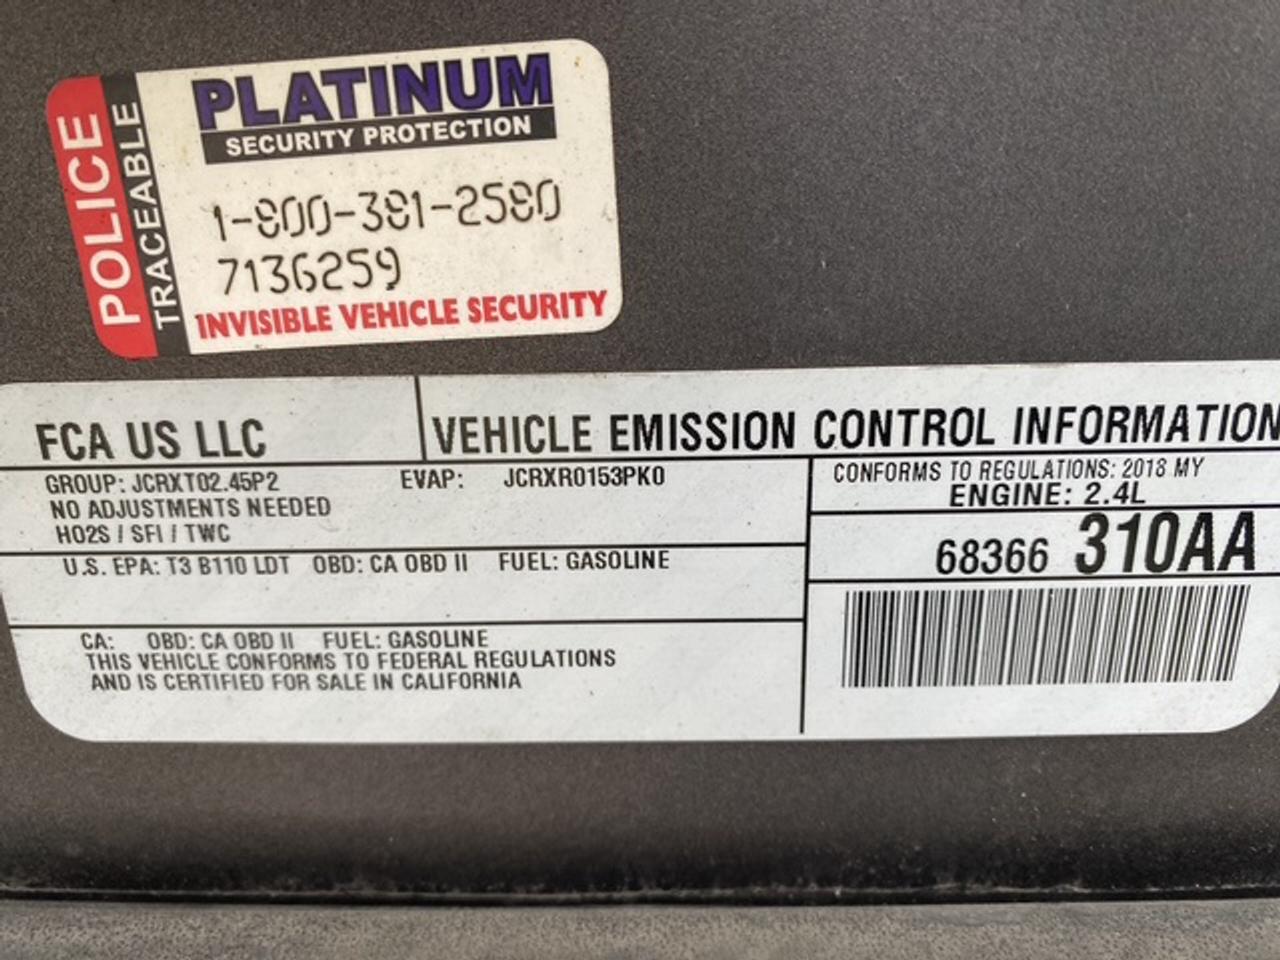 POLICE
TRACEABLE
PLATINUM
SECURITY PROTECTION
1-800-381-2580
7136259
INVISIBLE VEHICLE SECURITY
FCA US LLC
VEHICLE EMISSION CONTROL INFORMATION
GROUP: JCRXT02.45P2 EVAP: JCRXR0153PK0
NO ADJUSTMENTS NEEDED
HO2S / SFI / TWC
CONFORMS TO REGULATIONS: 2018 MY
ENGINE: 2.4L
68366 310AA
U.S. EPA: T3 B110 LDT OBD: CA OBD II FUEL: GASOLINE
CA: OBD: CA OBD II FUEL: GASOLINE
THIS VEHICLE CONFORMS TO FEDERAL REGULATIONS
AND IS CERTIFIED FOR SALE IN CALIFORNIA